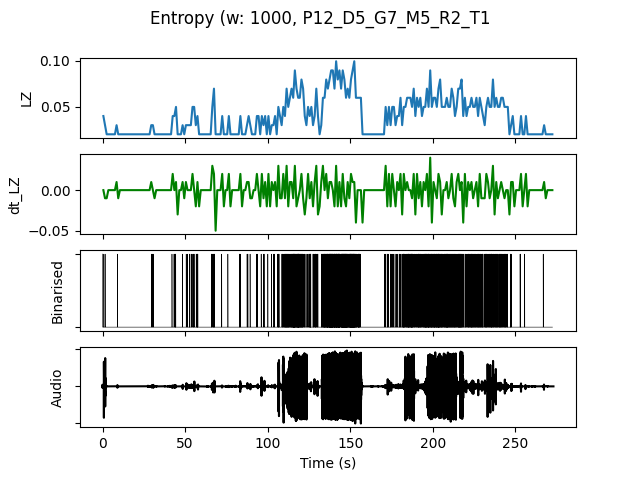 Entropy (w: 1000, P12_D5_G7_M5_R2_T1
0.10
0.05
LZ
0.00
−0.05
dt_LZ
Binarised
Audio
0 50 100 150 200 250
Time (s)